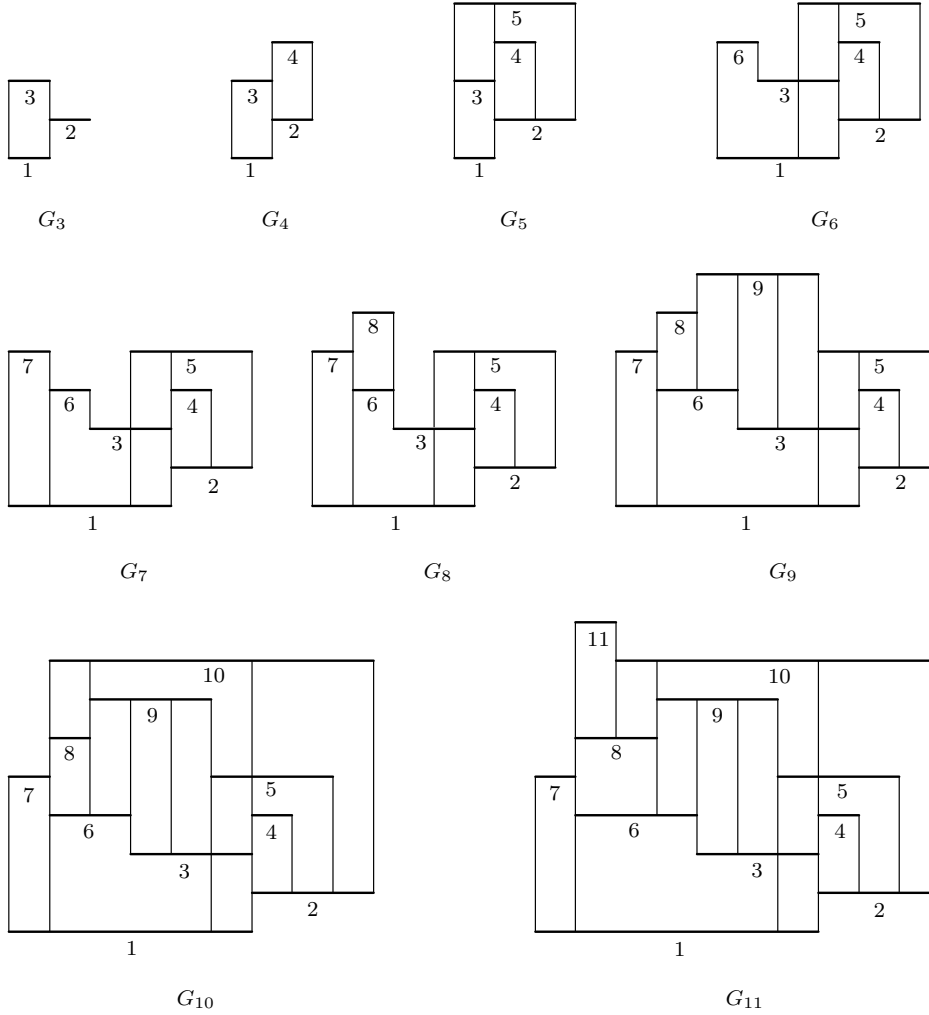 5
4 6 5
3 3 4 3 4 3
2 2 2 2
1 1 1 1
G₃ G₄ G₅ G₆
9
8 8
7 5 7 5 7 5
6 4 6 4 6 4
3 3 3
2 2 2
1 1 1
G₇ G₈ G₉
11
10 10
9 9
8 8
7 5 7 5
6 4 6 4
3 3
2 2
1 1
G₁₀ G₁₁